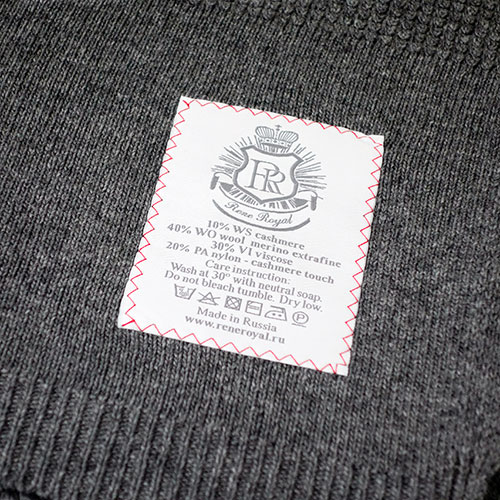 RR
Rene Royal
10% WS cashmere
40% WO wool merino extrafine
30% VI viscose
20% PA nylon - cashmere touch
Care instruction:
Wash at 30° with neutral soap.
Do not bleach tumble. Dry low.
P
Made in Russia
www.reneroyal.ru